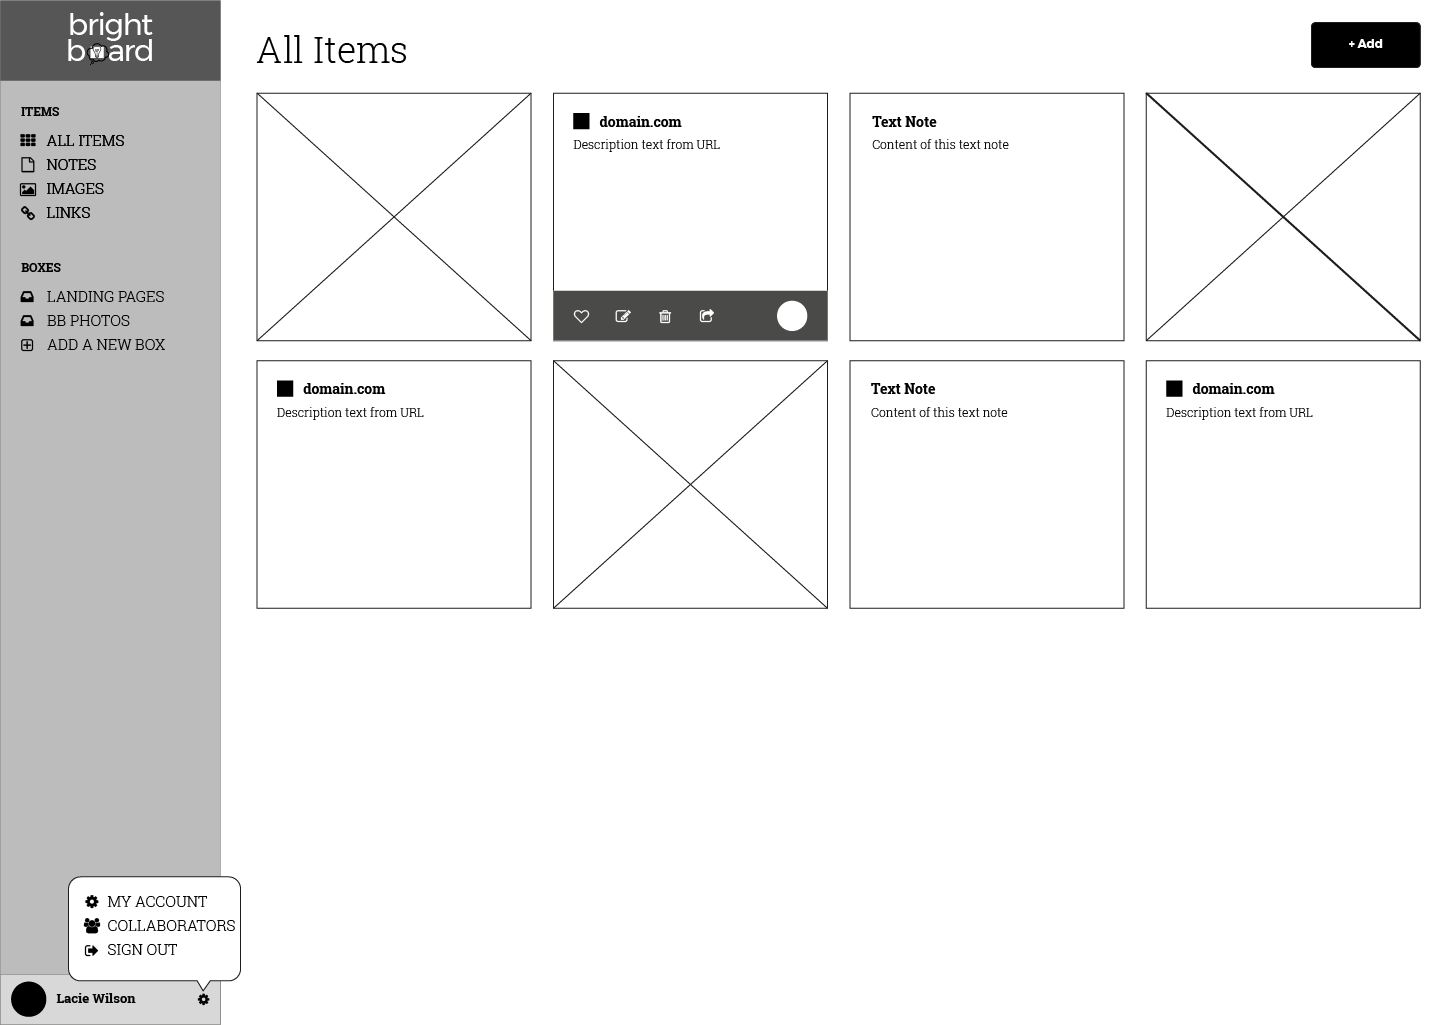 bright
board
ITEMS
ALL ITEMS
NOTES
IMAGES
LINKS
BOXES
LANDING PAGES
BB PHOTOS
ADD A NEW BOX
MY ACCOUNT
COLLABORATORS
SIGN OUT
Lacie Wilson
All Items
+ Add
domain.com
Description text from URL
Text Note
Content of this text note
domain.com
Description text from URL
Text Note
Content of this text note
domain.com
Description text from URL